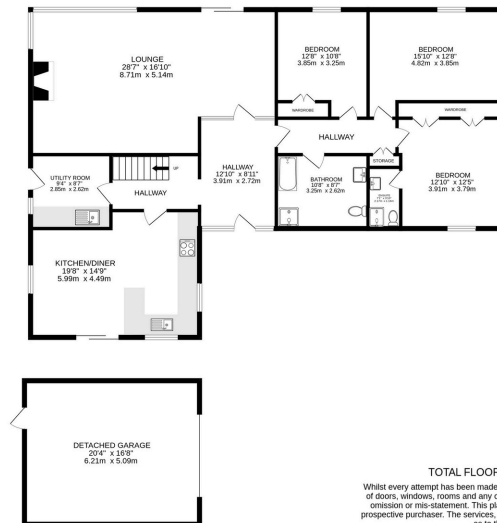 LOUNGE
28'7" x 16'10"
8.71m x 5.14m
BEDROOM
12'8" x 10'8"
3.85m x 3.25m
BEDROOM
15'10" x 12'8"
4.82m x 3.85m
WARDROBE
WARDROBE
HALLWAY
STORAGE
UTILITY ROOM
9'4" x 8'7"
2.85m x 2.62m
UP
HALLWAY
HALLWAY
12'10" x 8'11"
3.91m x 2.72m
BATHROOM
10'8" x 8'7"
3.25m x 2.62m
BEDROOM
12'10" x 12'5"
3.91m x 3.79m
KITCHEN/DINER
19'8" x 14'9"
5.99m x 4.49m
DETACHED GARAGE
20'4" x 16'8"
6.21m x 5.09m
TOTAL FLOOR
Whilst every attempt has been made
of doors, windows, rooms and any
omission or mis-statement. This
prospective purchaser. The services,